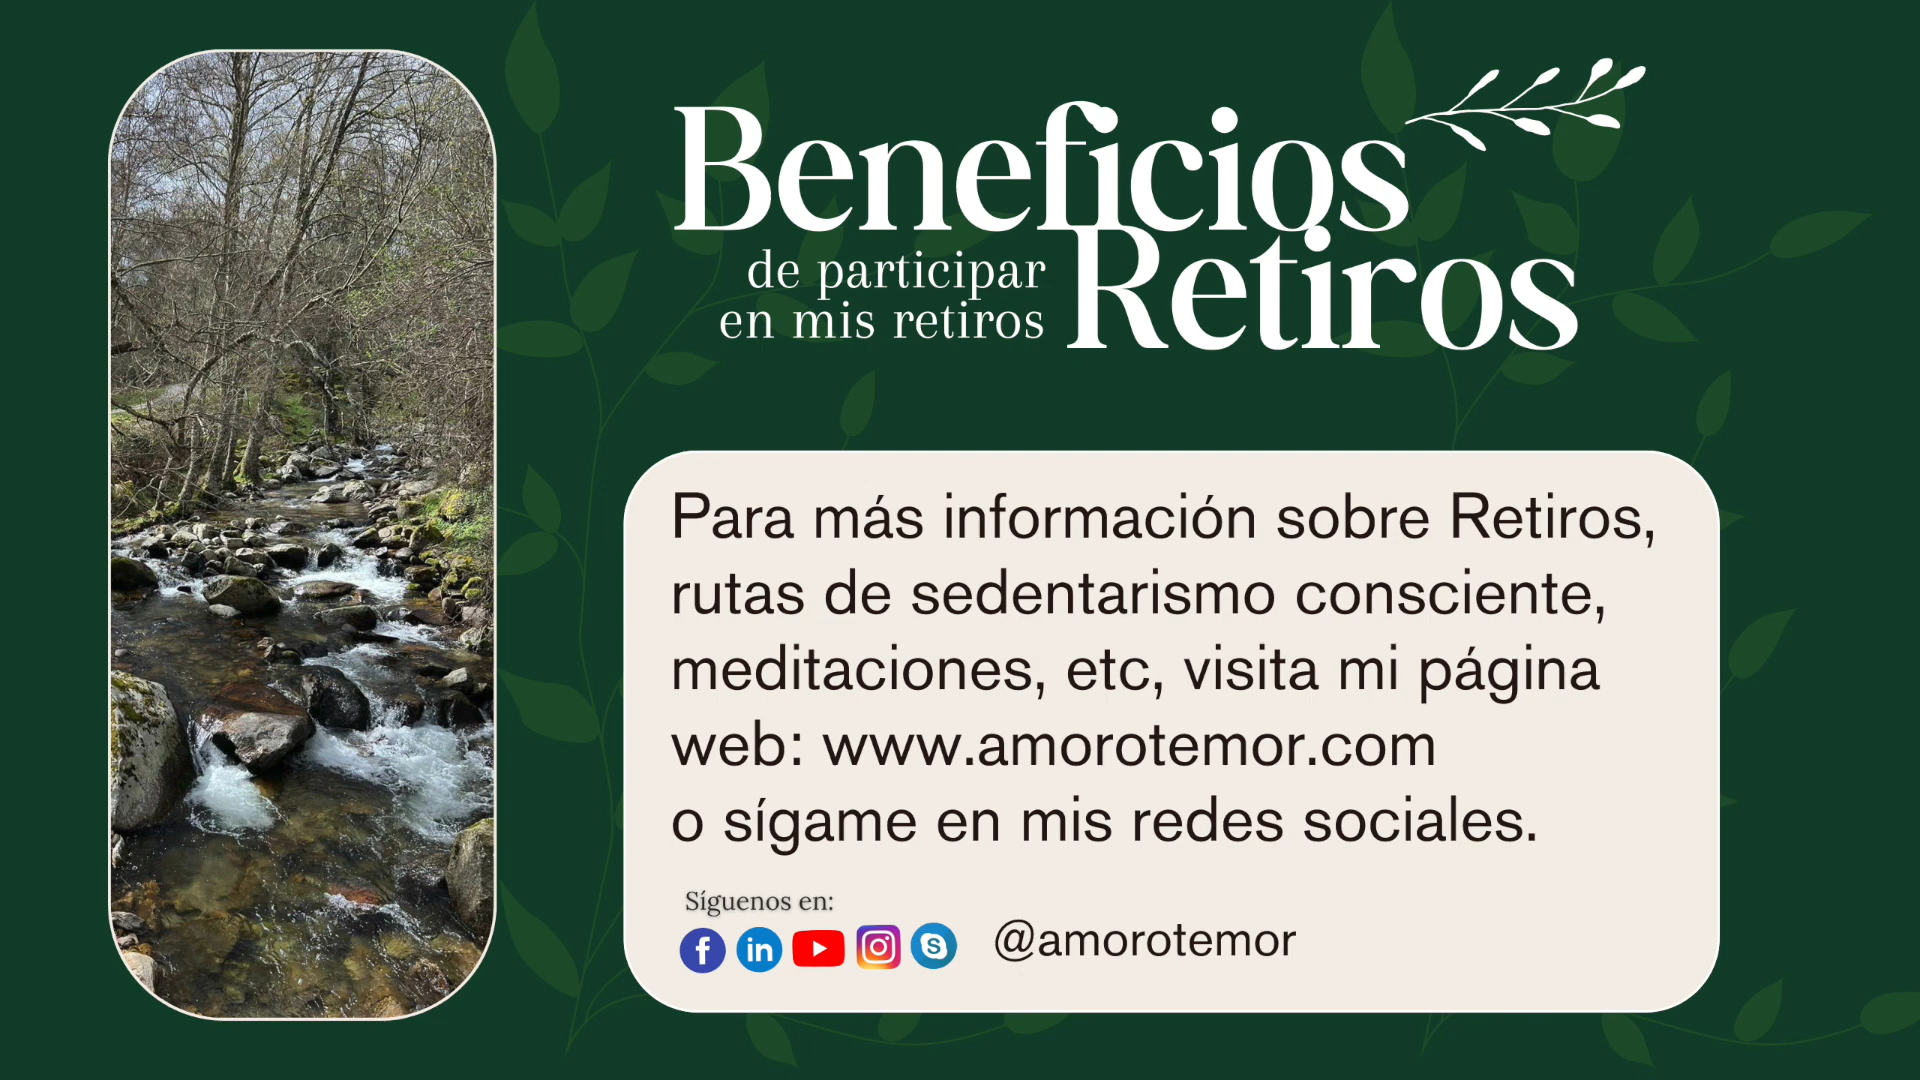 Beneficios
de participar
en mis retiros
Retiros
Para más información sobre Retiros,
rutas de sedentarismo consciente,
meditaciones, etc, visita mi página
web: www.amorotemor.com
o sígame en mis redes sociales.
Síguenos en:
@amorotemor